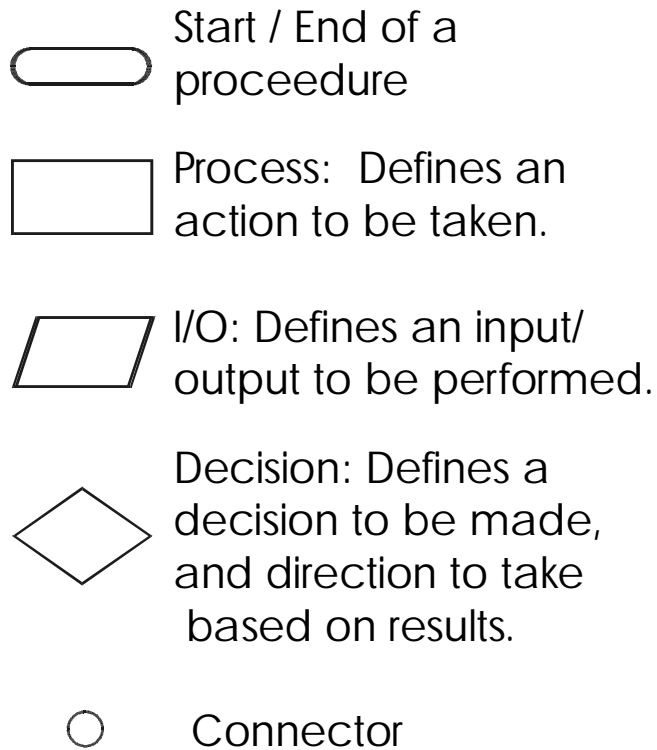 Start / End of a
proceedure
Process:  Defines an
action to be taken.
I/O: Defines an input/
output to be performed.
Decision: Defines a
decision to be made,
and direction to take
based on results.
Connector